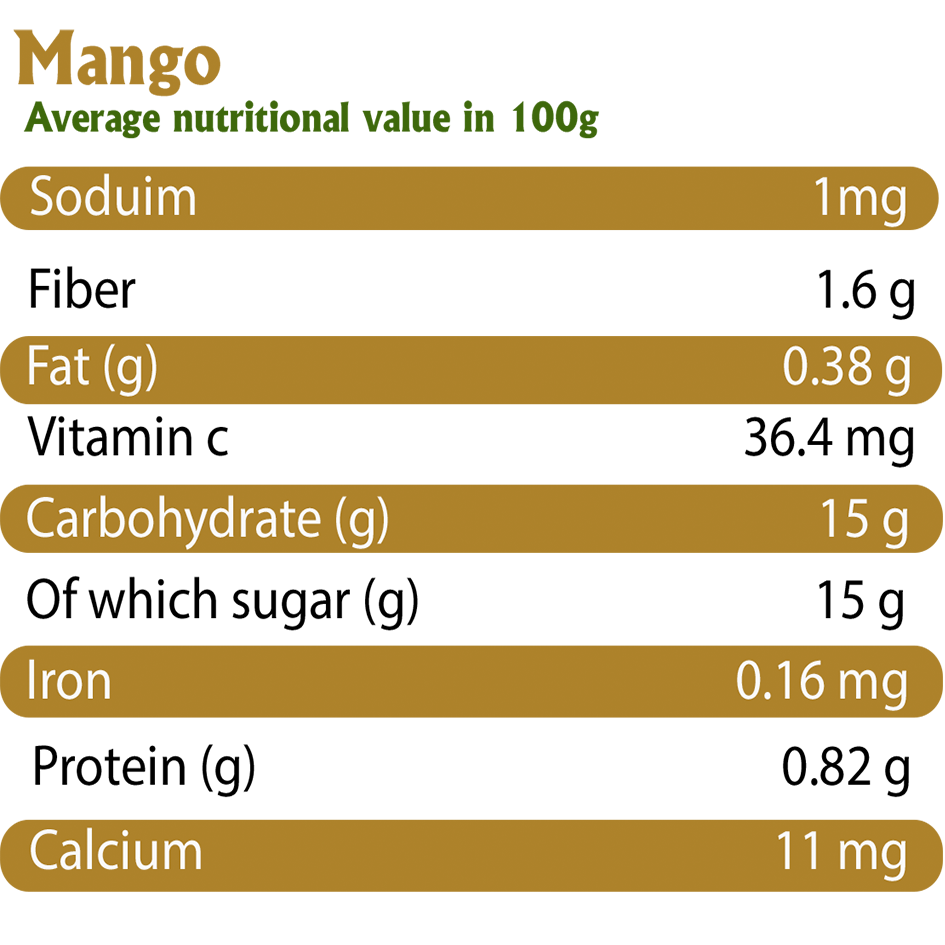 Mango
Average nutritional value in 100g
Soduim 1mg
Fiber 1.6 g
Fat (g) 0.38 g
Vitamin c 36.4 mg
Carbohydrate (g) 15 g
Of which sugar (g) 15 g
Iron 0.16 mg
Protein (g) 0.82 g
Calcium 11 mg